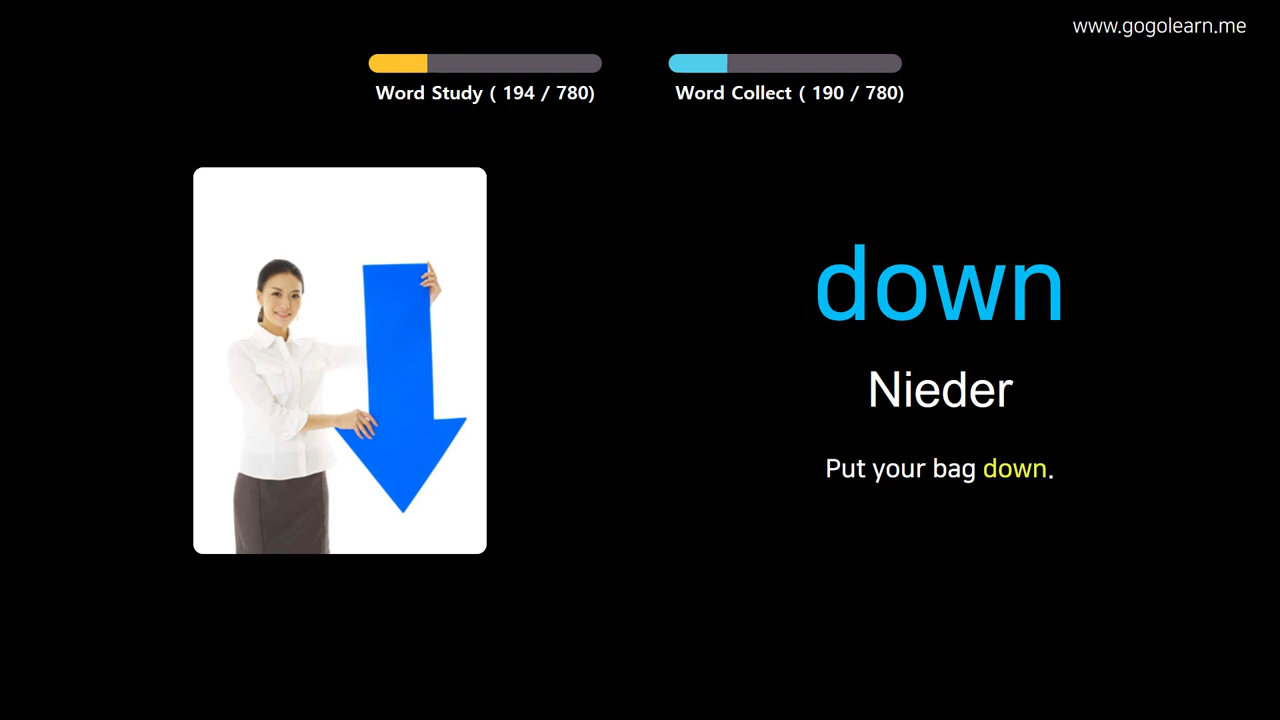 www.gogolearn.me
Word Study ( 194 / 780)
Word Collect ( 190 / 780)
down
Nieder
Put your bag down.